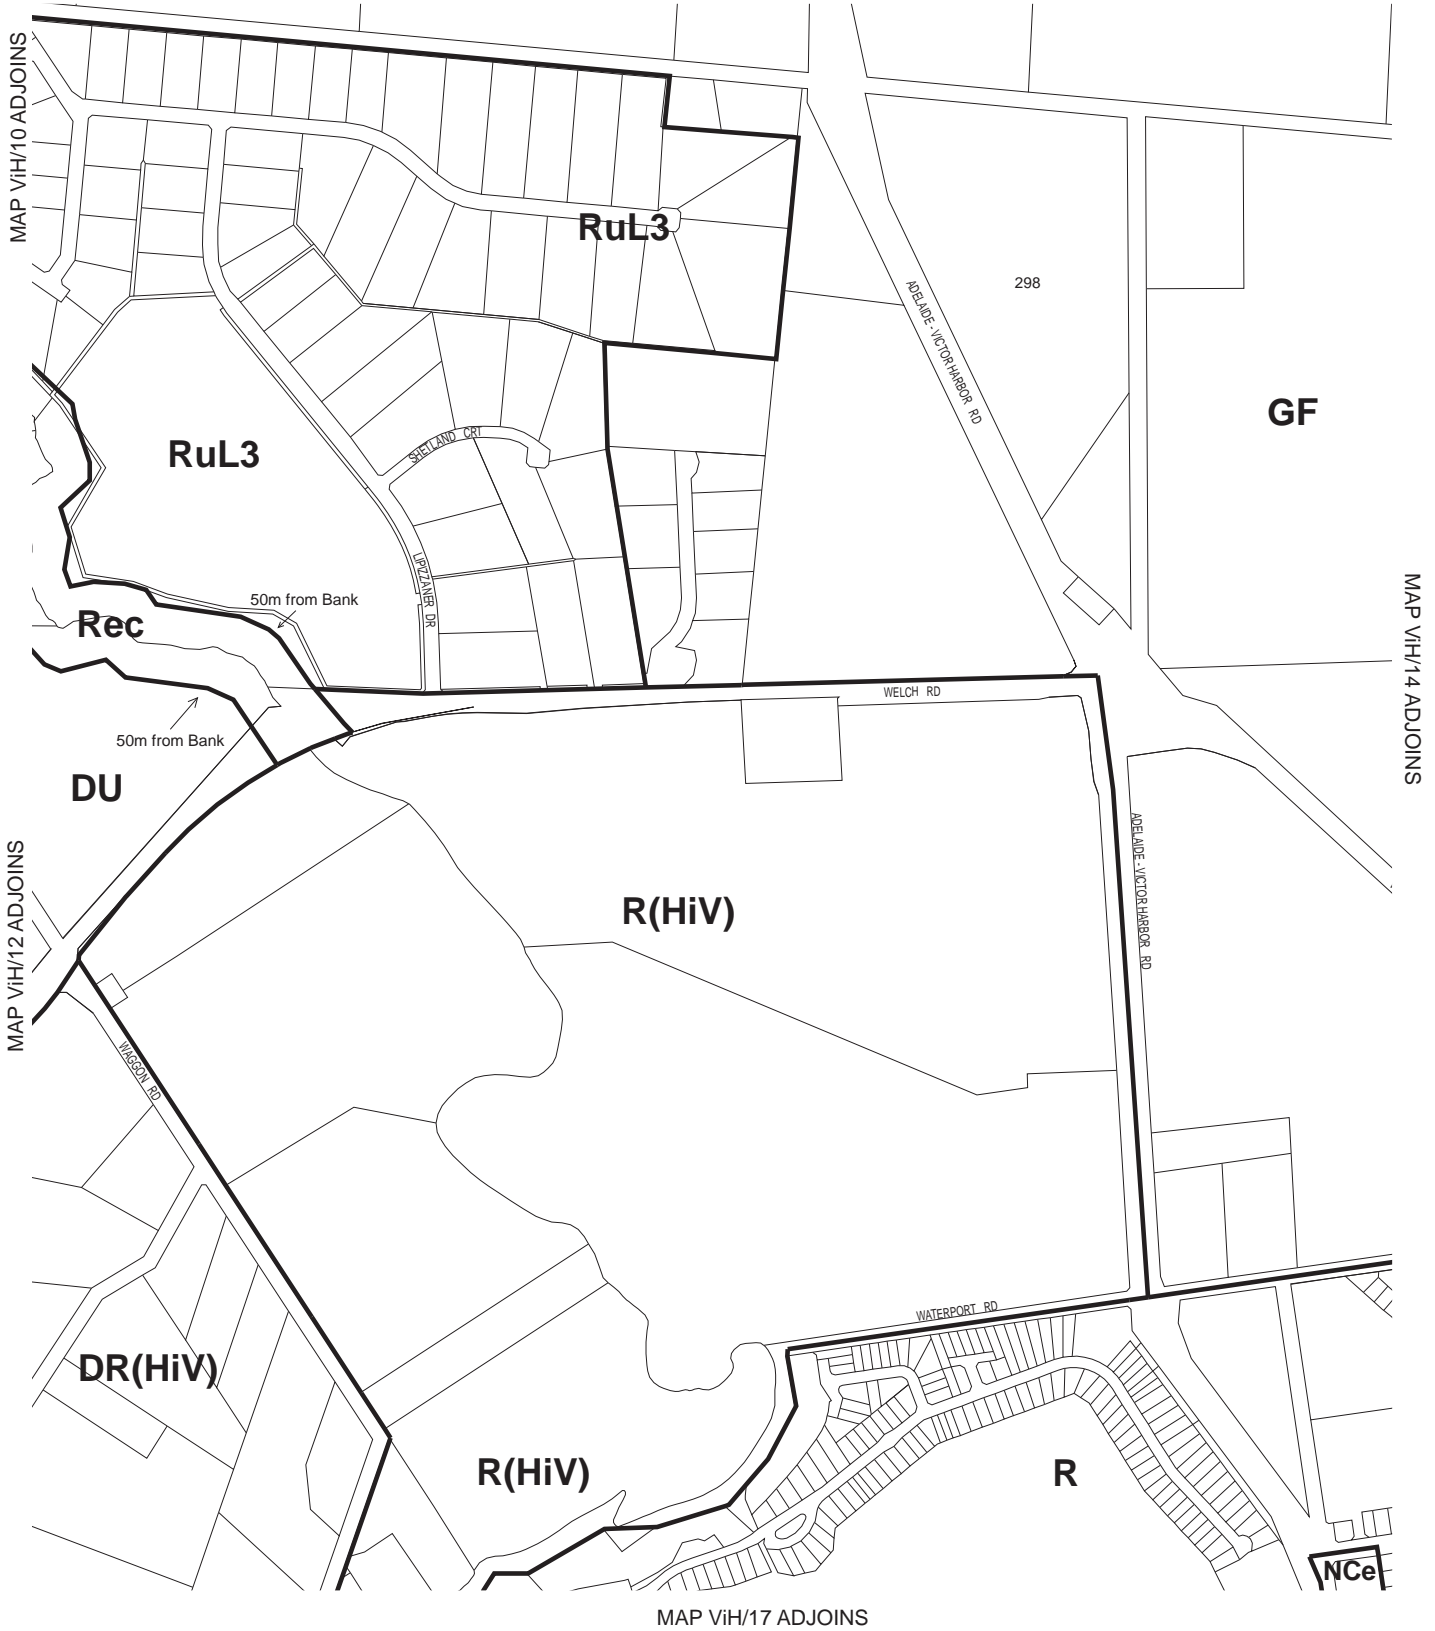 MAP ViH/10 ADJOINS
RuL3
298
ADELAIDE - VICTOR HARBOR RD
GF
RuL3
SHETLAND CRT
LIPIZZANER DR
50m from Bank
Rec
MAP ViH/14 ADJOINS
WELCH RD
50m from Bank
DU
ADELAIDE - VICTOR HARBOR RD
MAP ViH/12 ADJOINS
R(HiV)
WAGGON RD
WATERPORT RD
DR(HiV)
R(HiV)
R
NCe
MAP ViH/17 ADJOINS